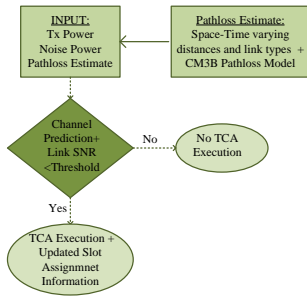 INPUT:
Tx Power
Noise Power
Pathloss Estimate
Pathloss Estimate:
Space-Time varying
distances and link types +
CM3B Pathloss Model
Channel
Prediction+
Link SNR
<Threshold
No
No TCA
Execution
Yes
TCA Execution +
Updated Slot
Assignmnet
Information